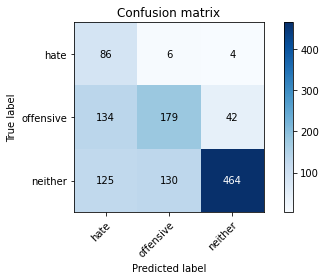 Confusion matrix
True label
hate 86 6 4
offensive 134 179 42
neither 125 130 464
hate offensive neither
Predicted label
400
300
200
100